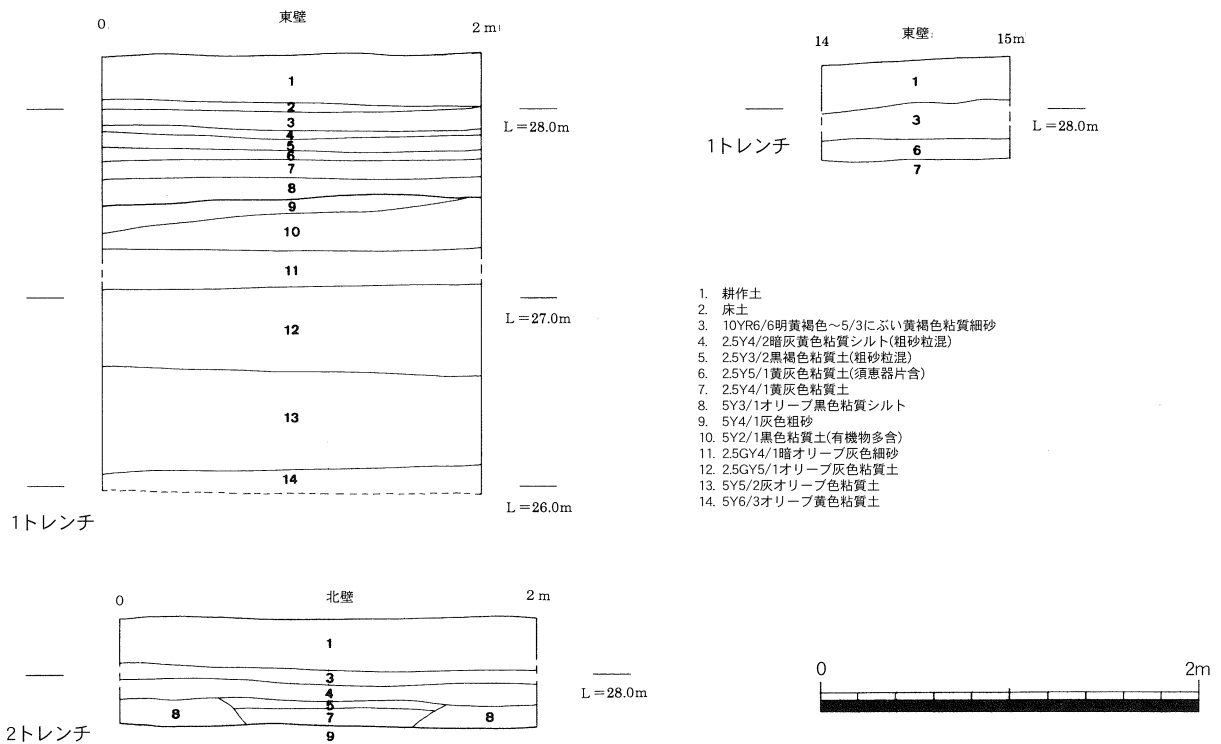 東壁
0
2m
1
2
3
4
5
6
7
8
9
10
11
12
13
14
L=28.0m
L=27.0m
L=26.0m
1トレンチ
東壁
14
15m
1
3
6
7
L=28.0m
1トレンチ
1. 耕作土
2. 床土
3. 10YR6/6明黄褐色～5/3にぶい黄褐色粘質細砂
4. 2.5Y4/2暗灰黄色粘質シルト(粗砂粒混)
5. 2.5Y3/2黒褐色粘質土(粗砂粒混)
6. 2.5Y5/1黄灰色粘質土(須恵器片含)
7. 2.5Y4/1黄灰色粘質土
8. 5Y3/1オリーブ黒色粘質シルト
9. 5Y4/1灰色粗砂
10. 5Y2/1黒色粘質土(有機物多含)
11. 2.5GY4/1暗オリーブ灰色細砂
12. 2.5GY5/1オリーブ灰色粘質土
13. 5Y5/2灰オリーブ色粘質土
14. 5Y6/3オリーブ黄色粘質土
北壁
0
2m
1
3
4
5
7
8
8
9
L=28.0m
2トレンチ
0
2m